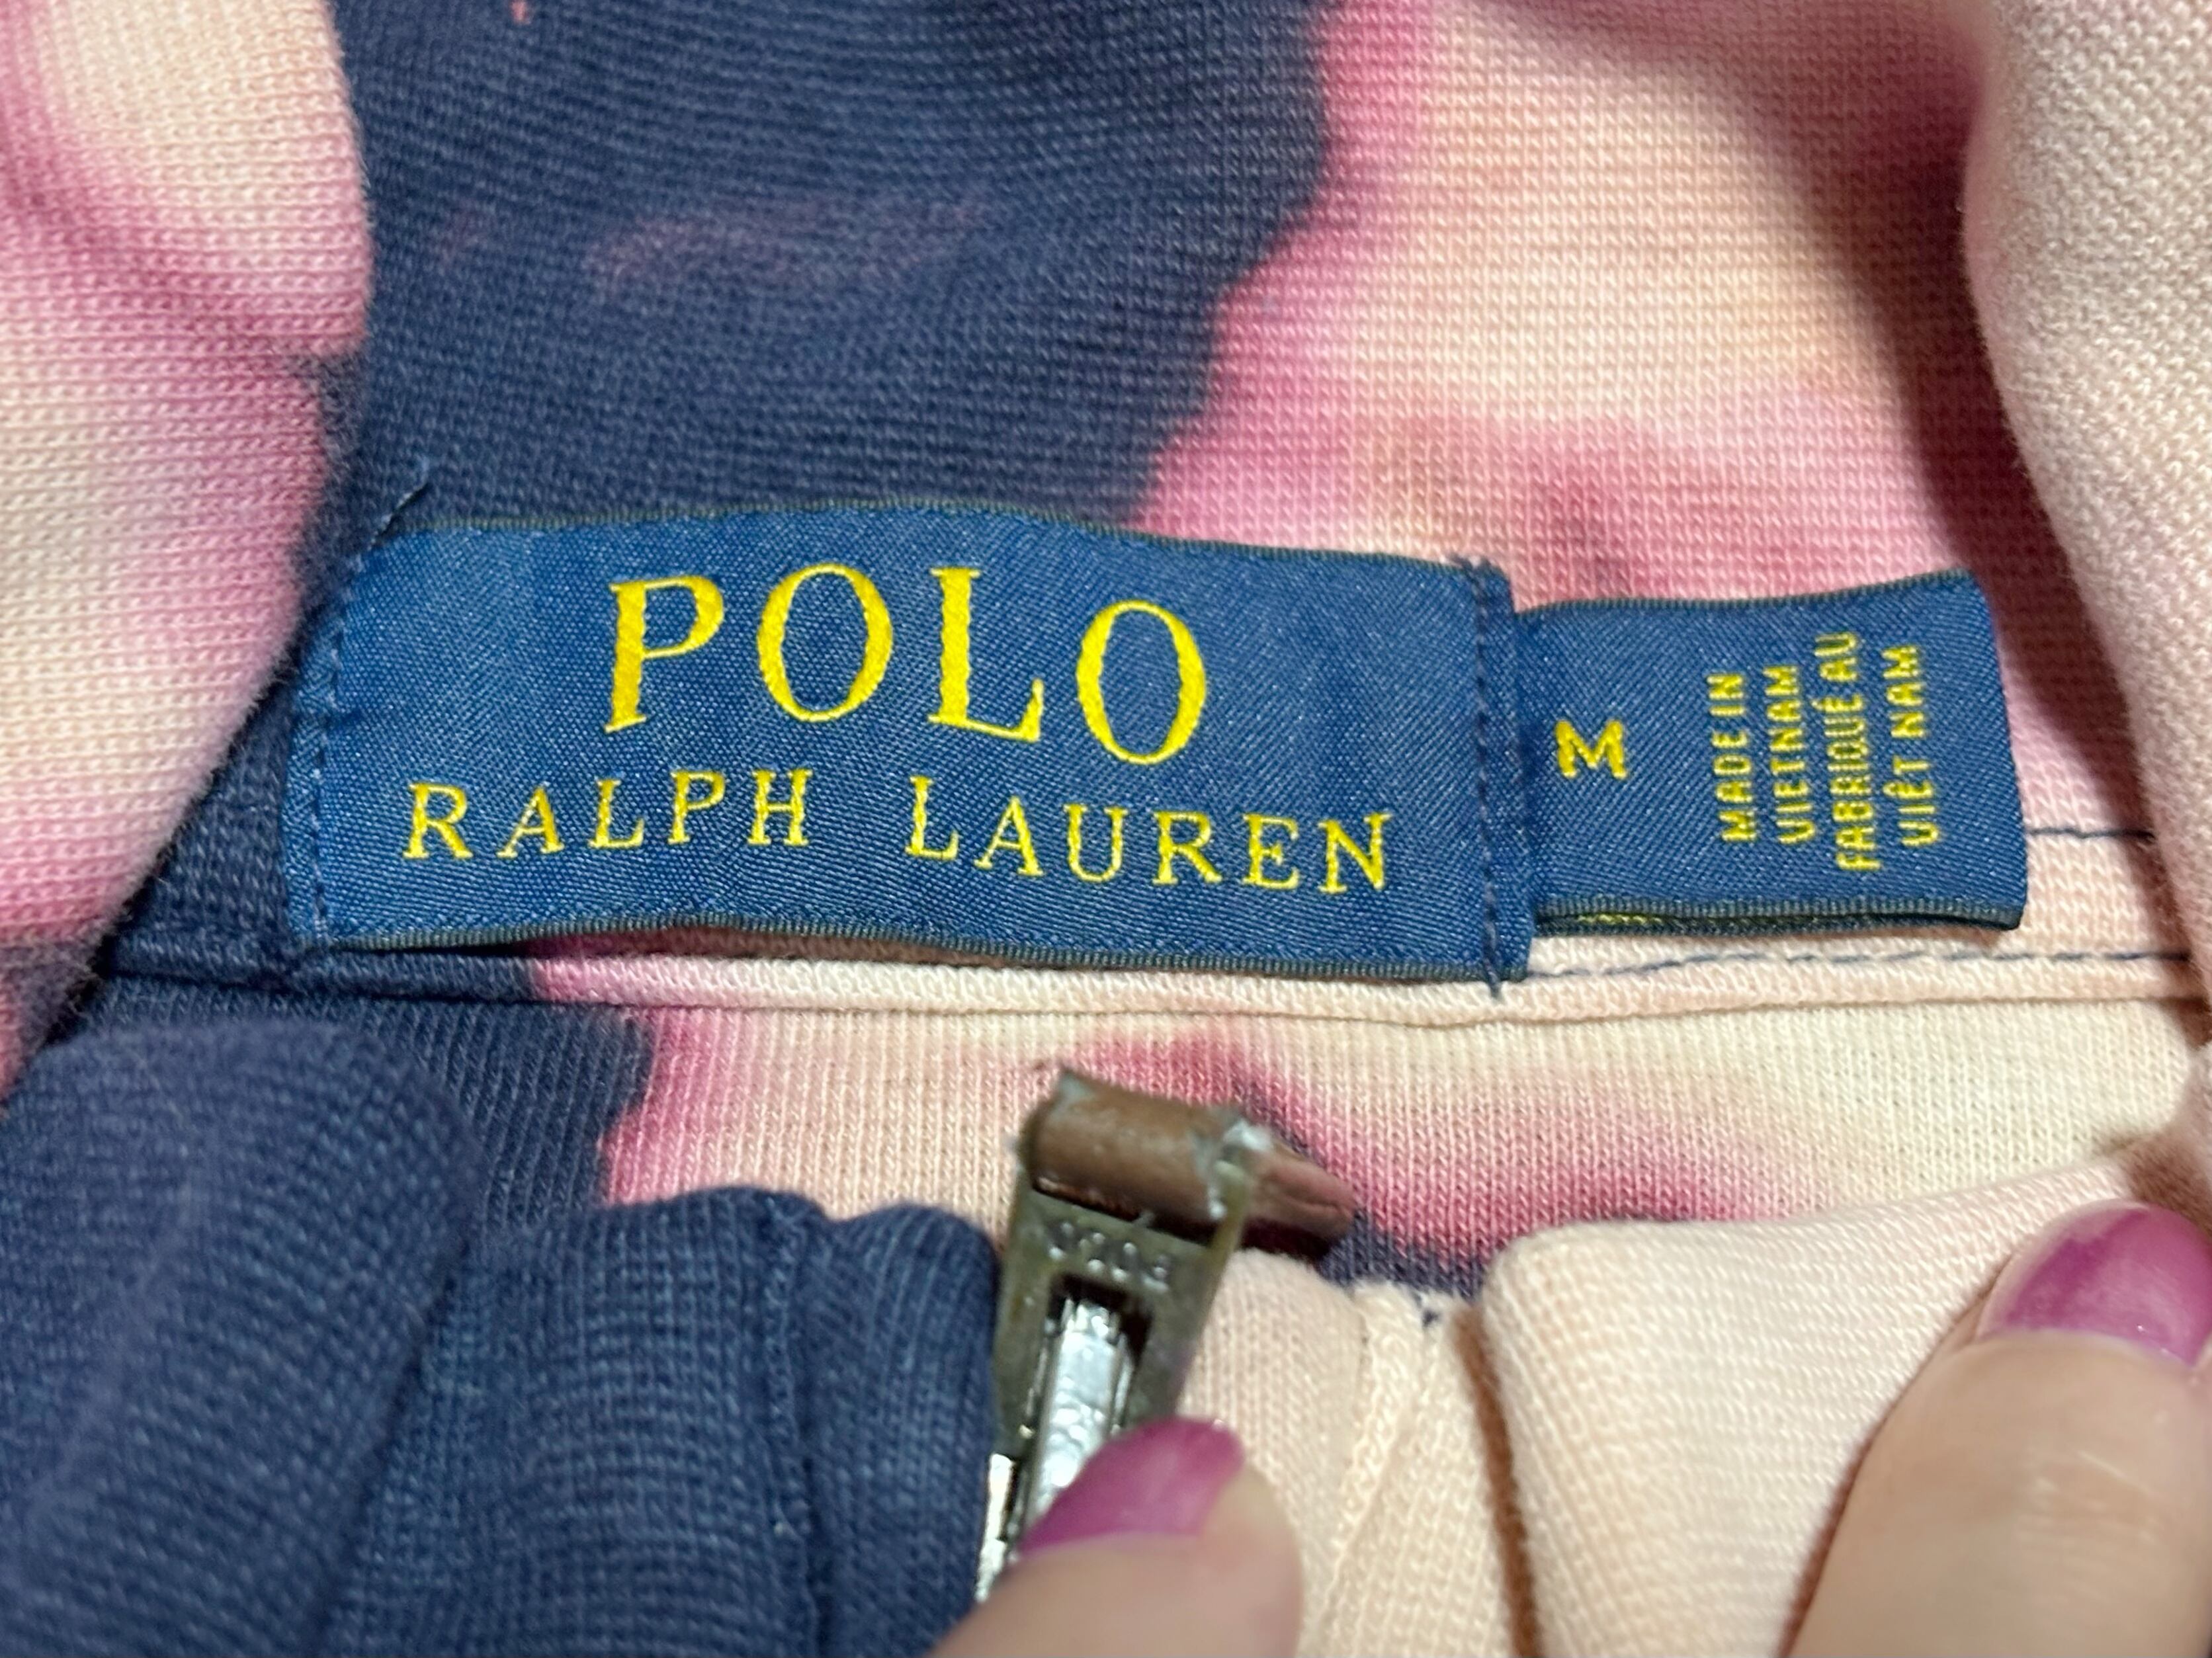 POLO
RALPH LAUREN
M
MADE IN
VIETNAM
FABRIQUÉ AU
VIÊT NAM